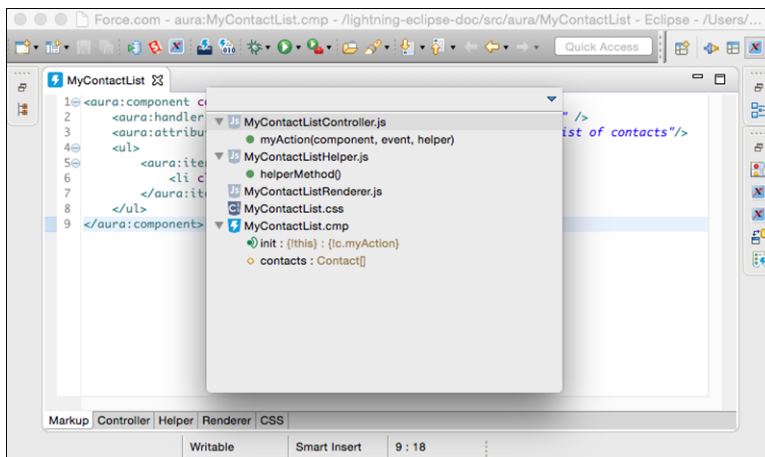 Force.com - aura:MyContactList.cmp - /lightning-eclipse-doc/src/aura/MyContactList - Eclipse - /Users/...
Quick Access
MyContactList
1 <aura:component
2 <aura:handler " />
3 <aura:attribu ist of contacts"/>
4 <ul>
5 <aura:ite
6 <li
7 </aura:it
8 </ul>
9 </aura:component>
MyContactListController.js
myAction(component, event, helper)
MyContactListHelper.js
helperMethod()
MyContactListRenderer.js
MyContactList.css
MyContactList.cmp
init : {!this} : {!c.myAction}
contacts : Contact[]
Markup Controller Helper Renderer CSS
Writable Smart Insert 9 : 18